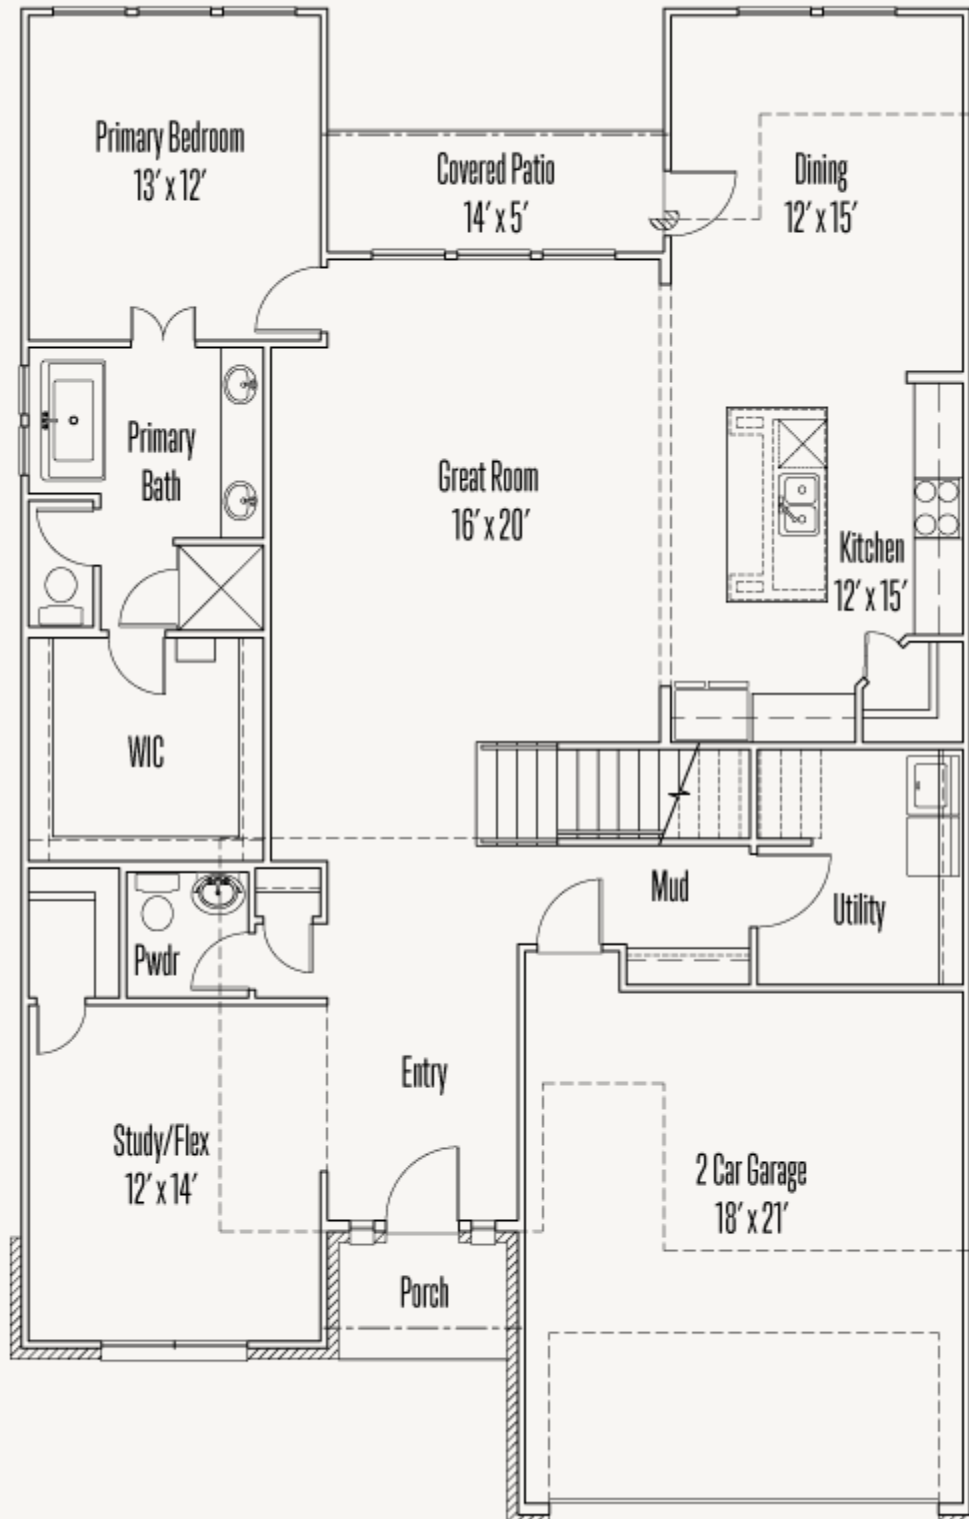 Primary Bedroom
13' x 12'
Covered Patio
14' x 5'
Dining
12' x 15'
Primary
Bath
Great Room
16' x 20'
Kitchen
12' x 15'
WIC
Mud
Utility
Pwdr
Entry
Study/Flex
12' x 14'
2 Car Garage
18' x 21'
Porch